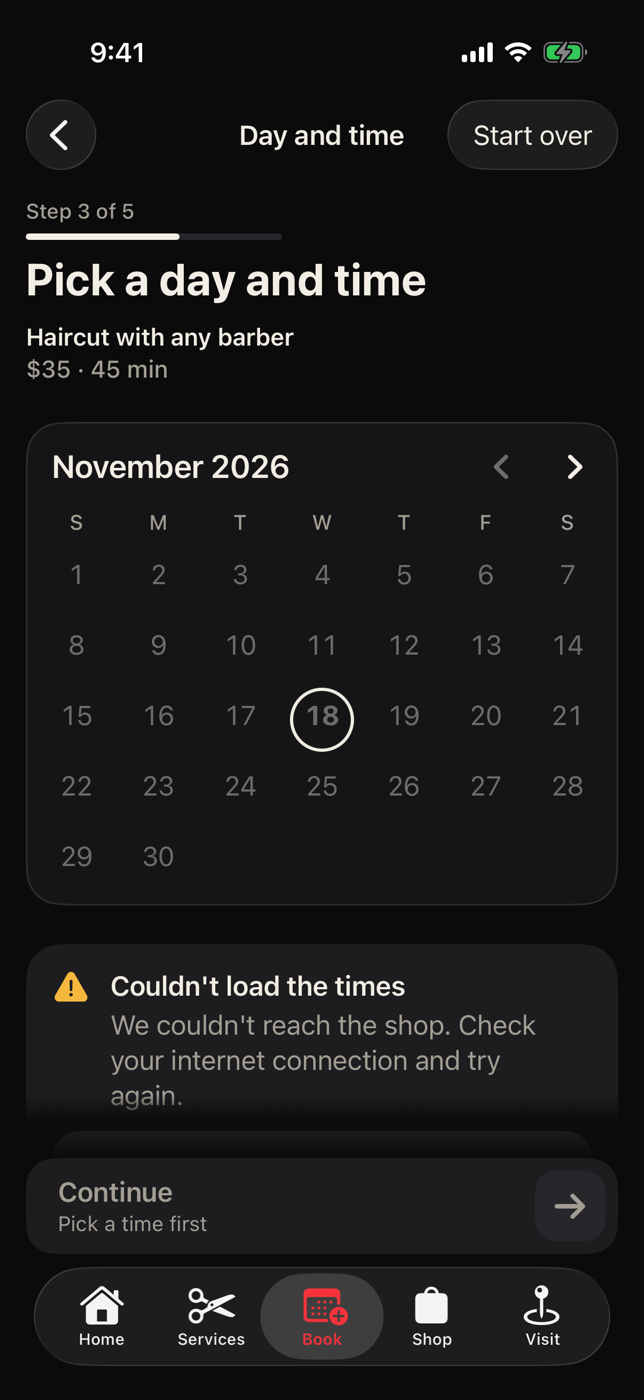 9:41
Day and time
Start over
Step 3 of 5
Pick a day and time
Haircut with any barber
$35 · 45 min
November 2026
S M T W T F S
1 2 3 4 5 6 7
8 9 10 11 12 13 14
15 16 17 18 19 20 21
22 23 24 25 26 27 28
29 30
Couldn't load the times
We couldn't reach the shop. Check
your internet connection and try
again.
Continue
Pick a time first
Home Services Book Shop Visit